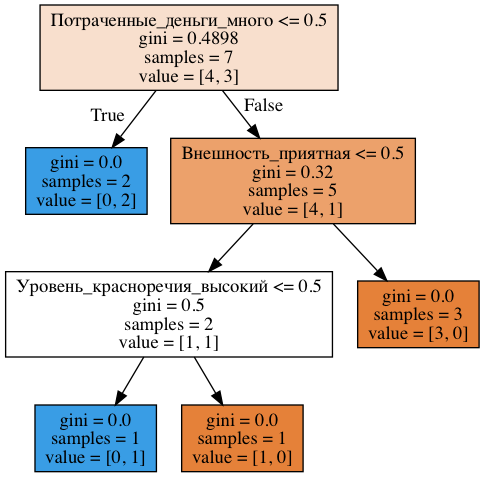 Потраченные_деньги_много <= 0.5
gini = 0.4898
samples = 7
value = [4, 3]
True
False
gini = 0.0
samples = 2
value = [0, 2]
Внешность_приятная <= 0.5
gini = 0.32
samples = 5
value = [4, 1]
Уровень_красноречия_высокий <= 0.5
gini = 0.5
samples = 2
value = [1, 1]
gini = 0.0
samples = 3
value = [3, 0]
gini = 0.0
samples = 1
value = [0, 1]
gini = 0.0
samples = 1
value = [1, 0]